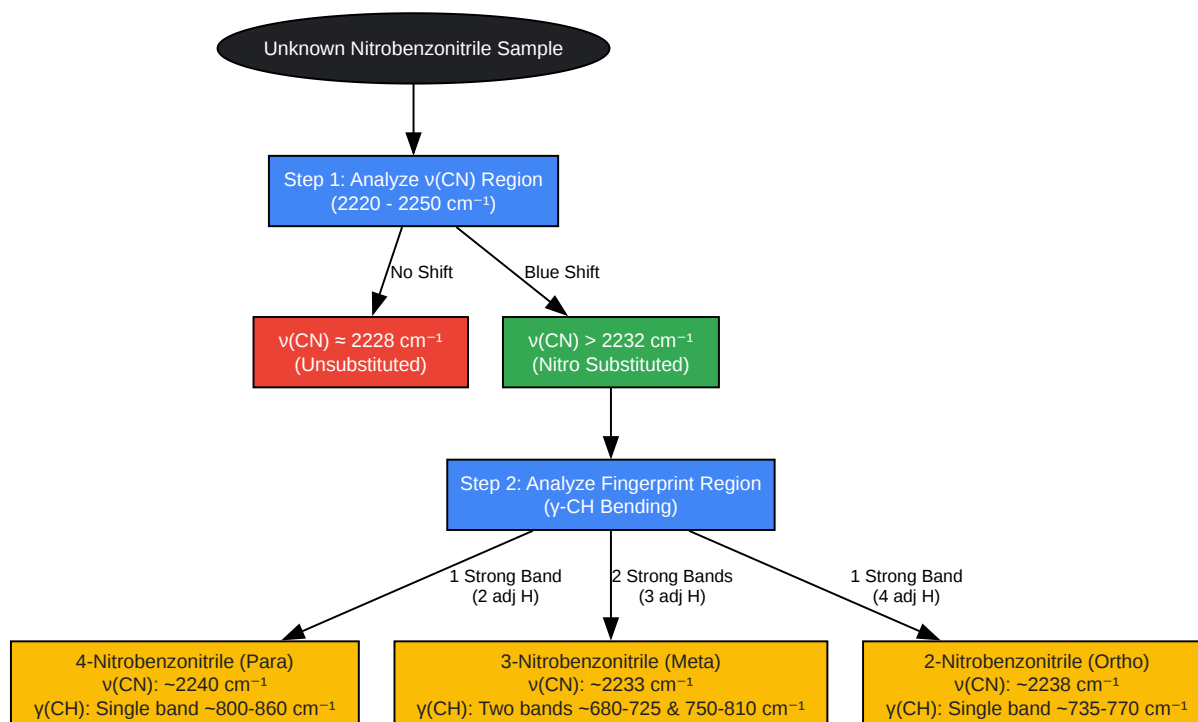 Unknown Nitrobenzonitrile Sample
Step 1: Analyze ν(CN) Region
(2220 - 2250 cm⁻¹)
No Shift
Blue Shift
ν(CN) ≈ 2228 cm⁻¹
(Unsubstituted)
ν(CN) > 2232 cm⁻¹
(Nitro Substituted)
Step 2: Analyze Fingerprint Region
(γ-CH Bending)
1 Strong Band
(2 adj H)
2 Strong Bands
(3 adj H)
1 Strong Band
(4 adj H)
4-Nitrobenzonitrile (Para)
ν(CN): ~2240 cm⁻¹
γ(CH): Single band ~800-860 cm⁻¹
3-Nitrobenzonitrile (Meta)
ν(CN): ~2233 cm⁻¹
γ(CH): Two bands ~680-725 & 750-810 cm⁻¹
2-Nitrobenzonitrile (Ortho)
ν(CN): ~2238 cm⁻¹
γ(CH): Single band ~735-770 cm⁻¹